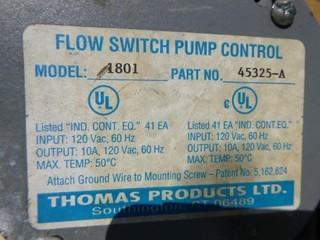 FLOW SWITCH PUMP CONTROL
MODEL: 1801 PART NO. 45325-A
UL C UL
Listed "IND. CONT. EQ." 41 EA Listed 41 EA "IND. CONT. EQ."
INPUT: 120 Vac, 60 Hz INPUT: 120 Vac, 60 Hz
OUTPUT: 10A, 120 Vac, 60 Hz OUTPUT: 10A, 120 Vac, 60 Hz
MAX. TEMP: 50°C MAX. TEMP: 50°C
Attach Ground Wire to Mounting Screw – Patent No. 5,162,624
THOMAS PRODUCTS LTD.
Southington, CT 06489